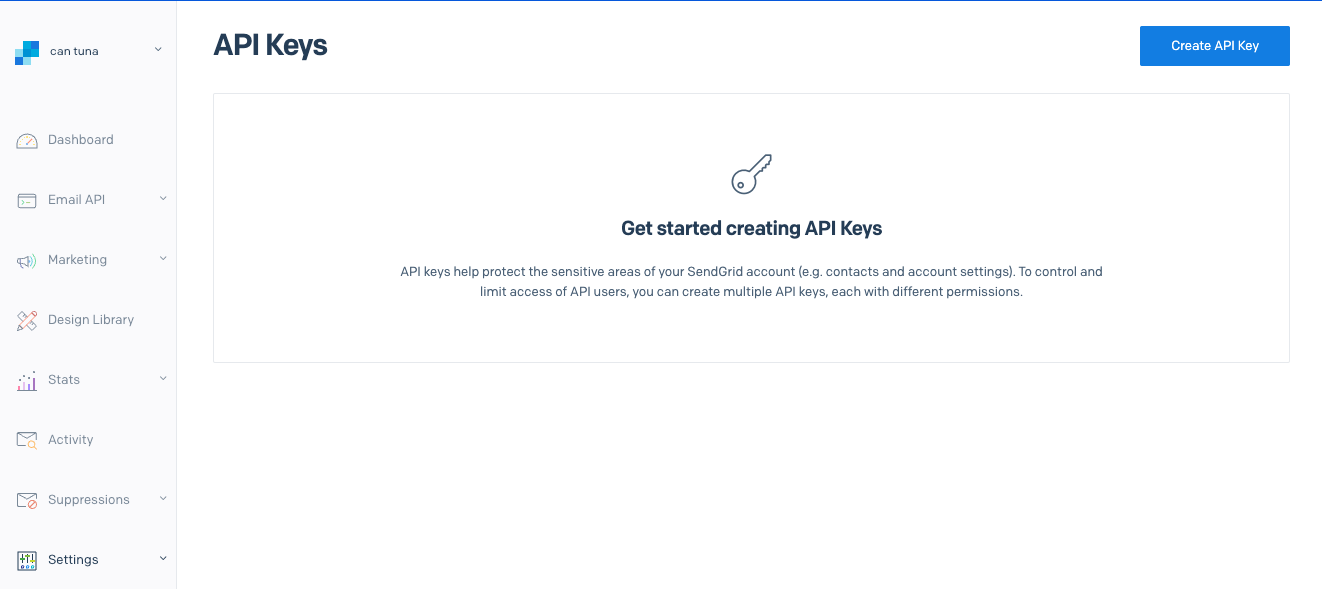 can tuna
Dashboard
Email API
Marketing
Design Library
Stats
Activity
Suppressions
Settings
API Keys
Create API Key
Get started creating API Keys
API keys help protect the sensitive areas of your SendGrid account (e.g. contacts and account settings). To control and
limit access of API users, you can create multiple API keys, each with different permissions.